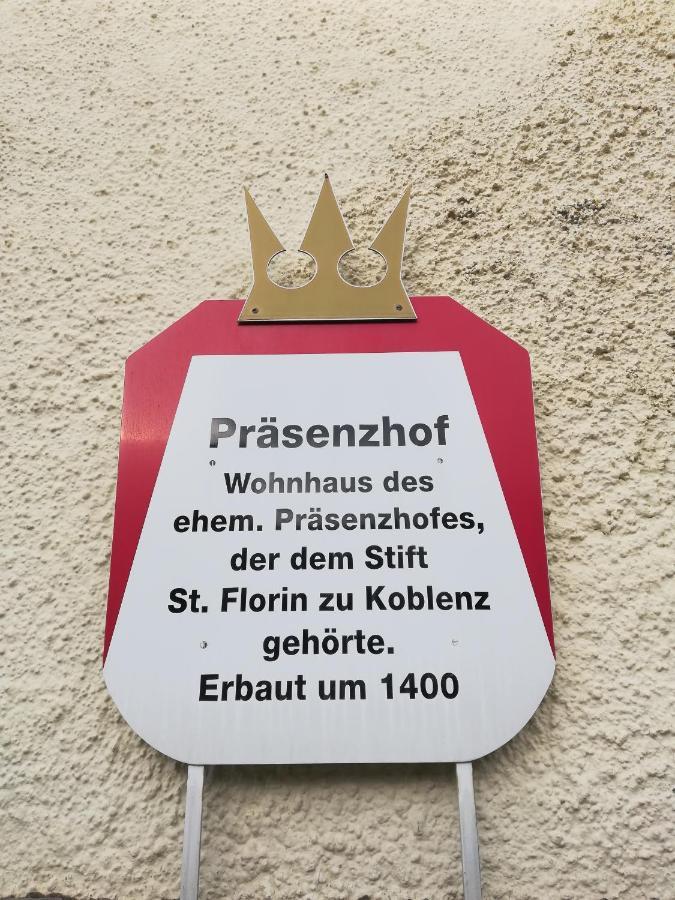 Präsenzhof
Wohnhaus des
ehem. Präsenzhofes,
der dem Stift
St. Florin zu Koblenz
gehörte.
Erbaut um 1400